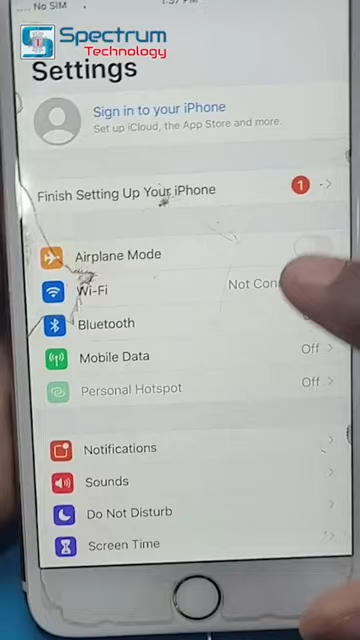 No SIM
Spectrum
Technology
Settings
Sign in to your iPhone
Set up iCloud, the App Store and more.
Finish Setting Up Your iPhone
1
Airplane Mode
Wi-Fi
Not Con
Bluetooth
Mobile Data
Off
Personal Hotspot
Off
Notifications
Sounds
Do Not Disturb
Screen Time